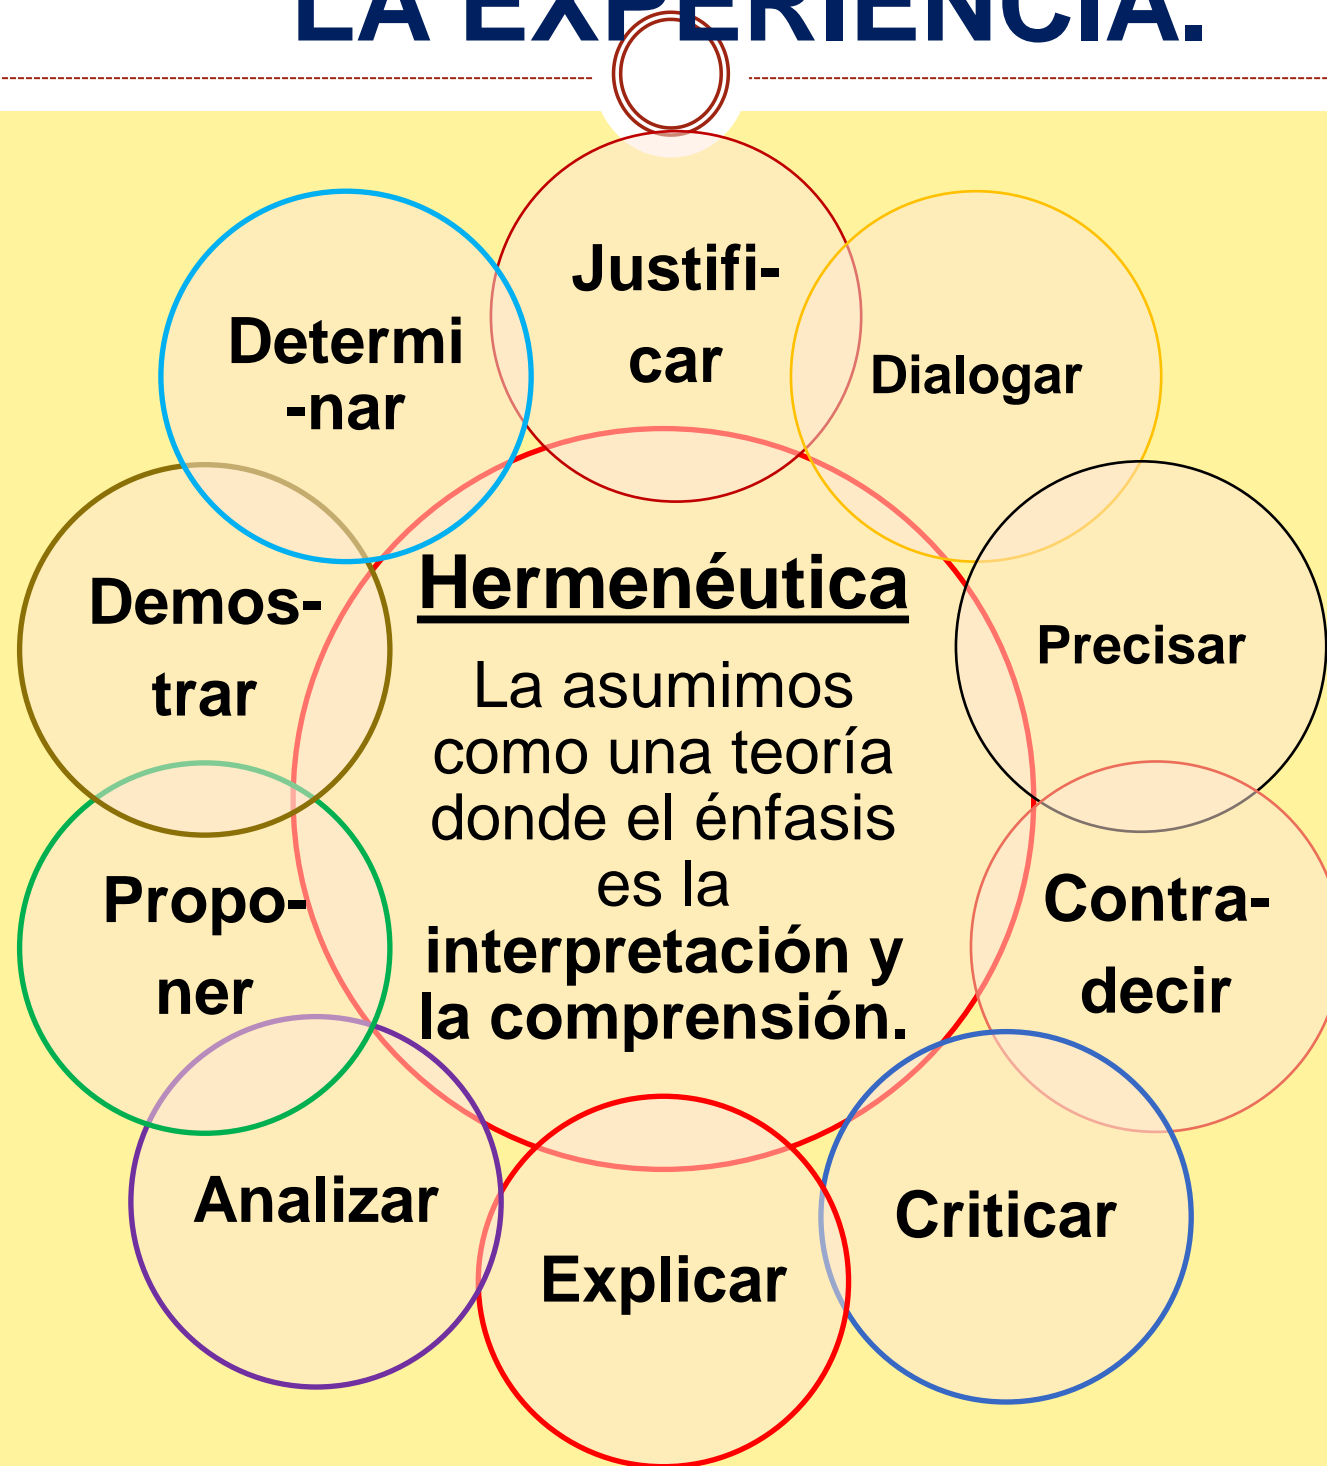 LA EXPERIENCIA.
Justifi-
car
Dialogar
Precisar
Contra-
decir
Criticar
Explicar
Analizar
Propo-
ner
Demos-
trar
Determi
-nar
Hermenéutica
La asumimos
como una teoría
donde el énfasis
es la
interpretación y
la comprensión.